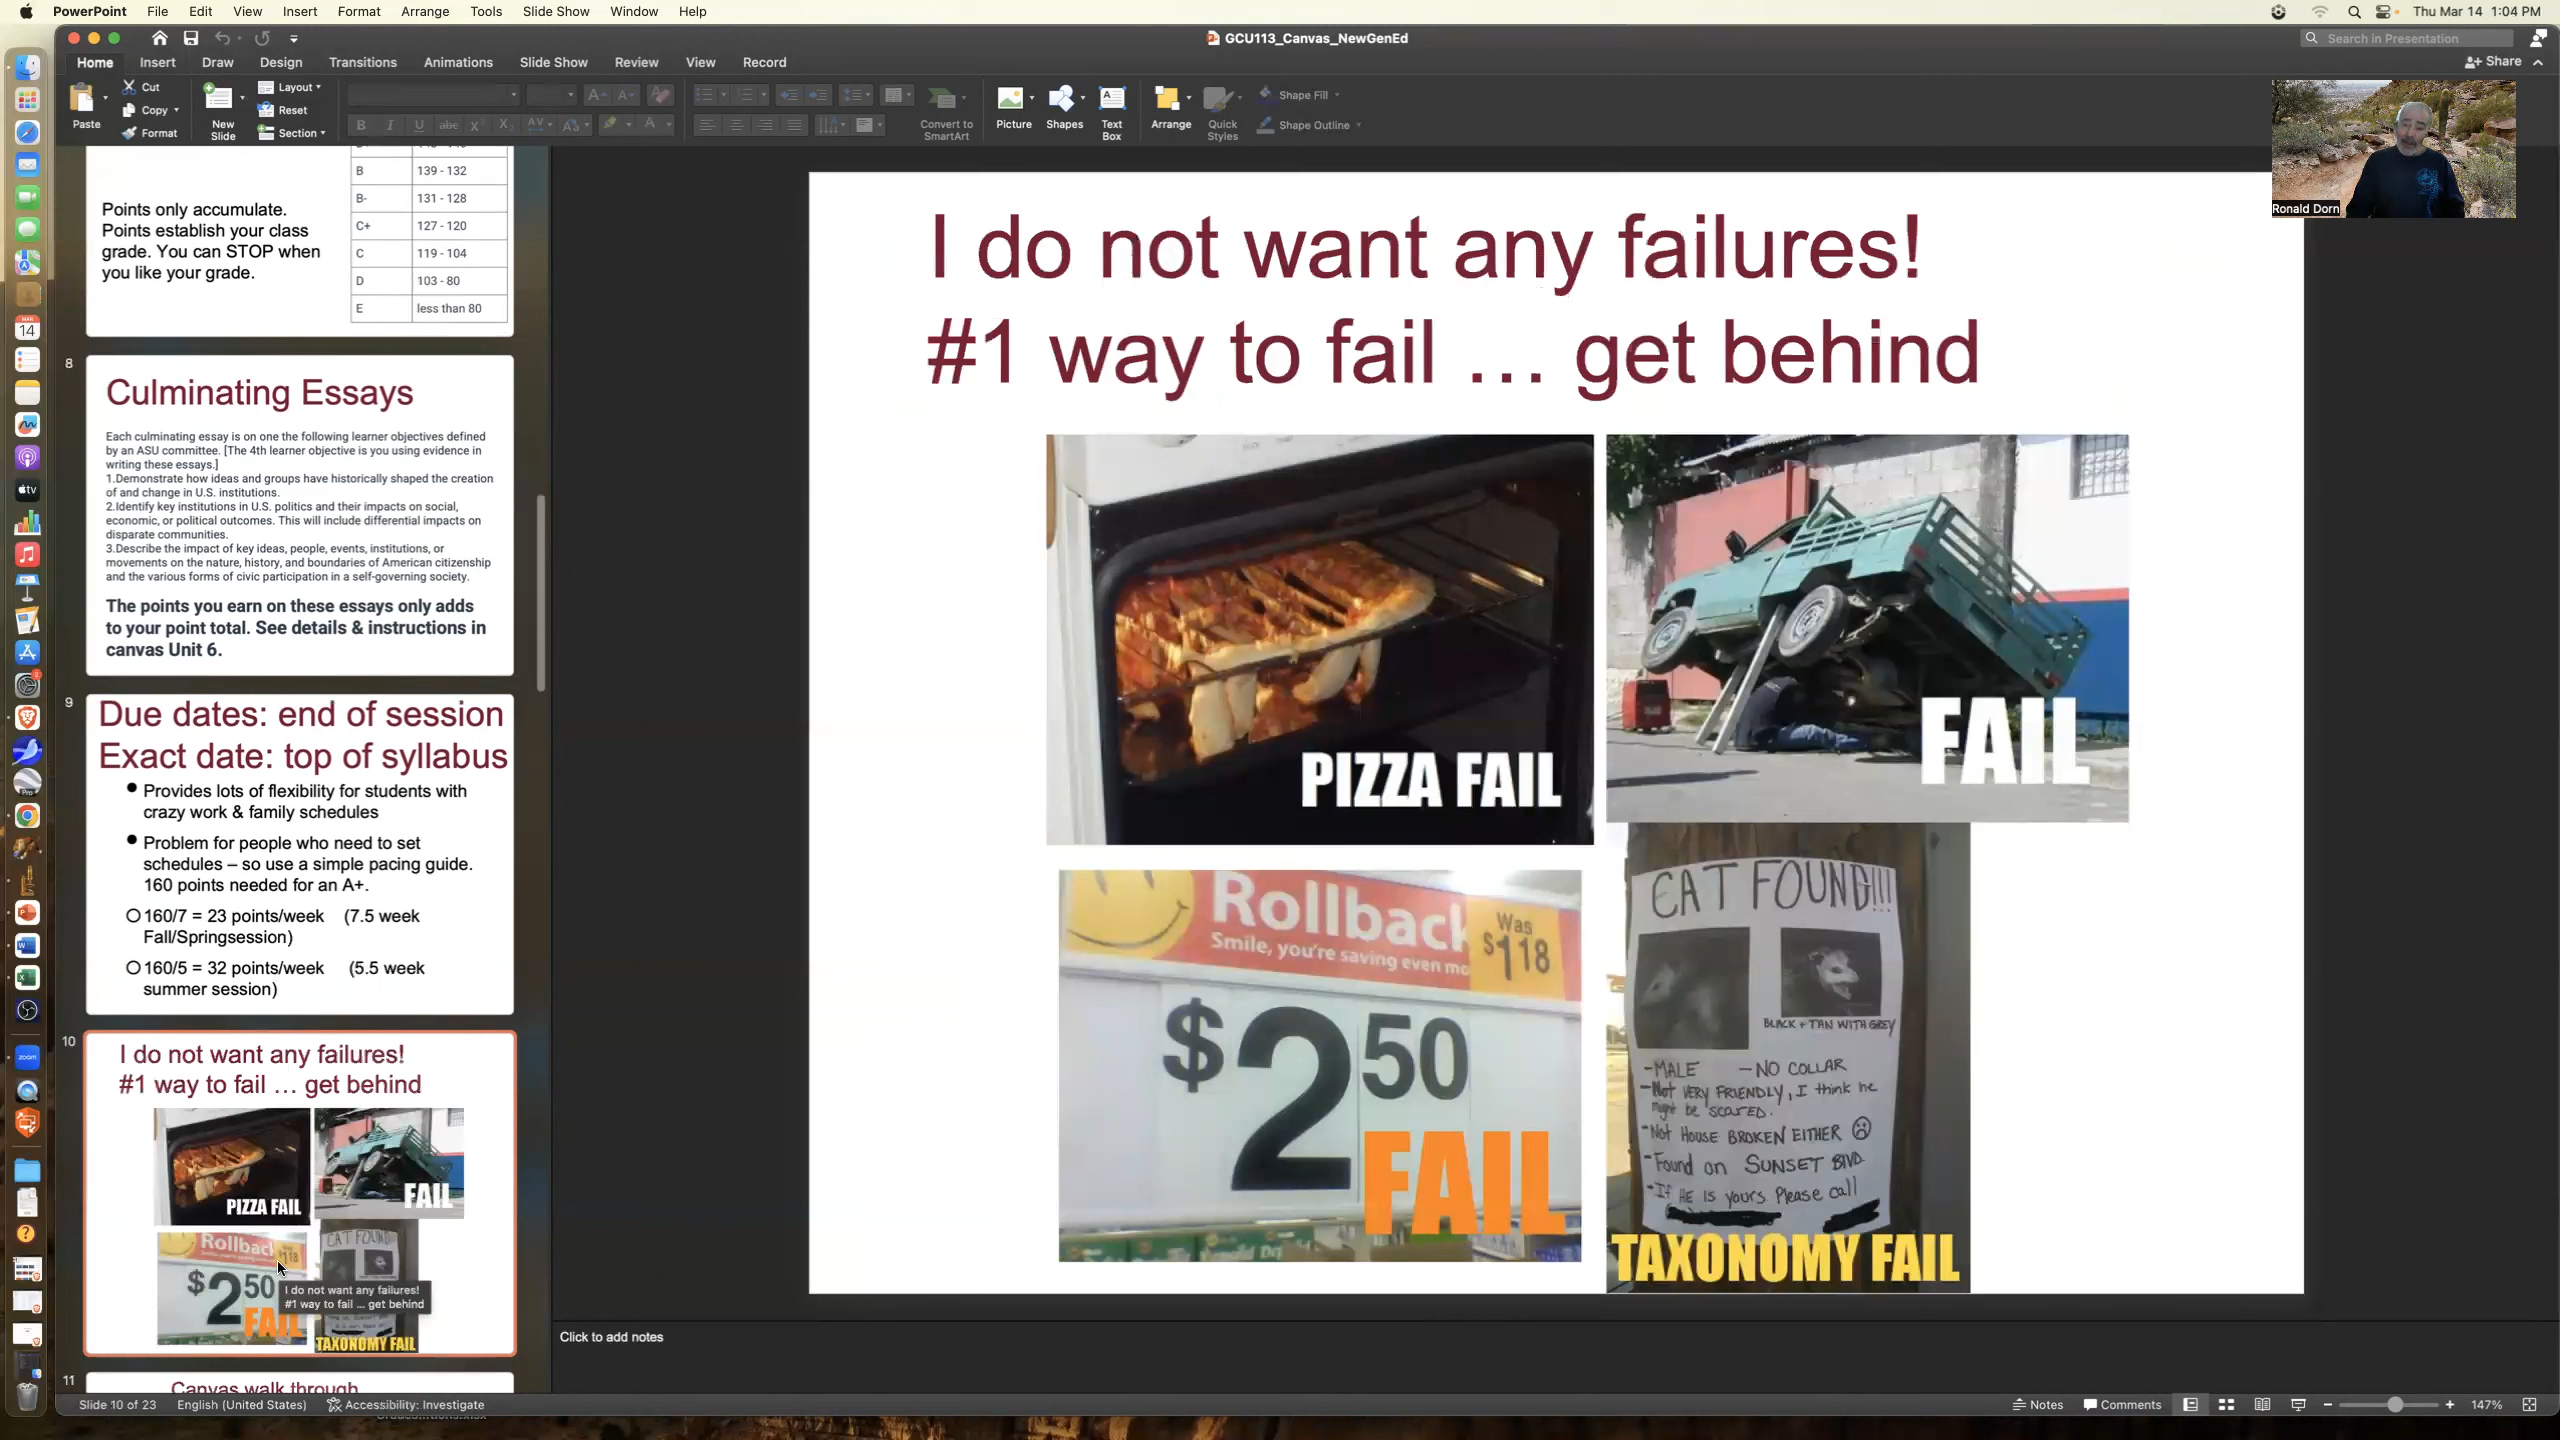 PowerPoint File Edit View Insert Format Arrange Tools Slide Show Window Help
Thu Mar 14 1:04 PM
GCU113_Canvas_NewGenEd
Search in Presentation
Home Insert Draw Design Transitions Animations Slide Show Review View Record
Share
Paste
Cut
Copy
Format
New Slide
Layout
Reset
Section
Convert to SmartArt
Picture
Shapes
Text Box
Arrange
Quick Styles
Shape Fill
Shape Outline
Ronald Dorn
Points only accumulate.
Points establish your class
grade. You can STOP when
you like your grade.
B 139 - 132
B- 131 - 128
C+ 127 - 120
C 119 - 104
D 103 - 80
E less than 80
8
Culminating Essays
Each culminating essay is on one the following learner objectives defined
by an ASU committee. [The 4th learner objective is you using evidence in
writing these essays.]
1.Demonstrate how ideas and groups have historically shaped the creation
of and change in U.S. institutions.
2.Identify key institutions in U.S. politics and their impacts on social,
economic, or political outcomes. This will include differential impacts on
disparate communities.
3.Describe the impact of key ideas, people, events, institutions, or
movements on the nature, history, and boundaries of American citizenship
and the various forms of civic participation in a self-governing society.
The points you earn on these essays only adds
to your point total. See details & instructions in
canvas Unit 6.
9
Due dates: end of session
Exact date: top of syllabus
Provides lots of flexibility for students with
crazy work & family schedules
Problem for people who need to set
schedules – so use a simple pacing guide.
160 points needed for an A+.
160/7 = 23 points/week (7.5 week
Fall/Springsession)
160/5 = 32 points/week (5.5 week
summer session)
10
I do not want any failures!
#1 way to fail … get behind
PIZZA FAIL
FAIL
Rollback
$2 50
FAIL
CAT FOUND!!!
TAXONOMY FAIL
I do not want any failures!
#1 way to fail ... get behind
11
Canvas walk through
I do not want any failures!
#1 way to fail … get behind
PIZZA FAIL
FAIL
Rollback
Smile, you're saving even mo
Was
$1 18
$2 50
FAIL
CAT FOUND!!!
BLACK + TAN WITH GREY
-MALE -NO COLLAR
-Not VERY FRIENDLY, I think he
might be scared.
-Not House BROKEN EITHER
-Found on SUNSET BLVD.
-If HE is yours Please call
TAXONOMY FAIL
Click to add notes
Slide 10 of 23 English (United States) Accessibility: Investigate
Notes Comments 147%